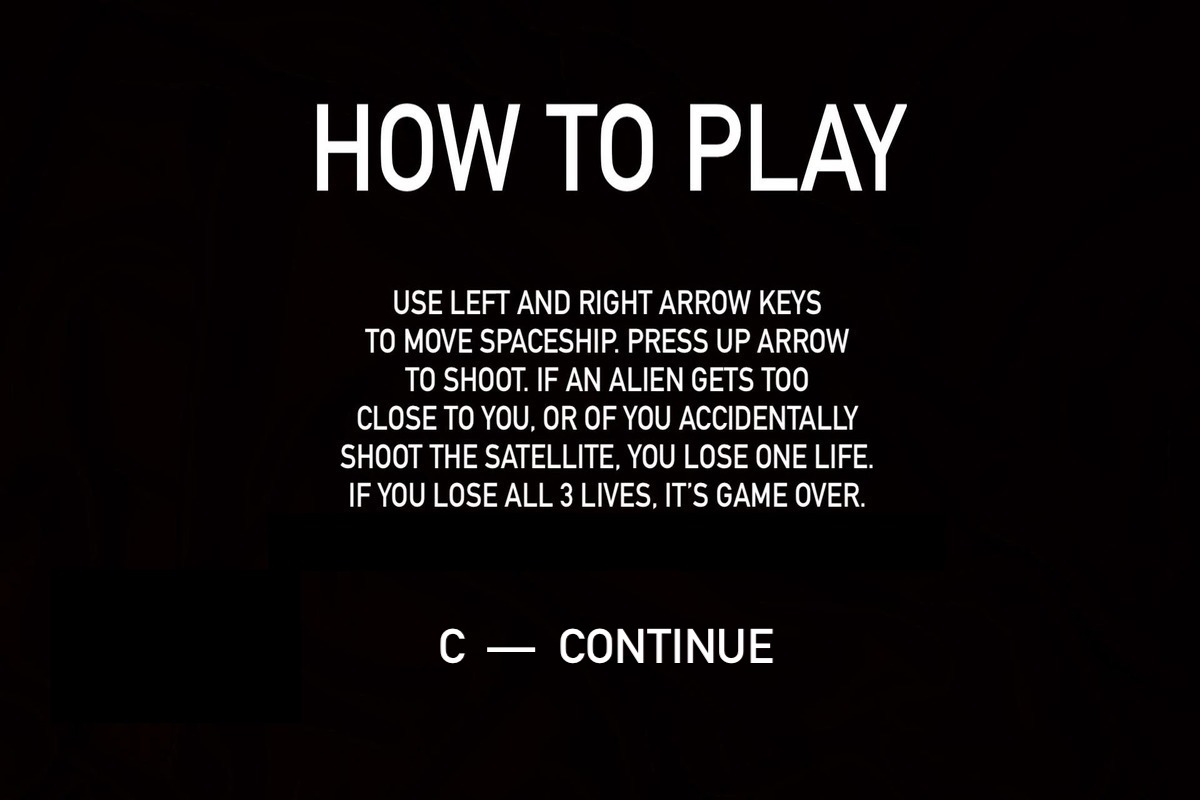 HOW TO PLAY
USE LEFT AND RIGHT ARROW KEYS
TO MOVE SPACESHIP. PRESS UP ARROW
TO SHOOT. IF AN ALIEN GETS TOO
CLOSE TO YOU, OR OF YOU ACCIDENTALLY
SHOOT THE SATELLITE, YOU LOSE ONE LIFE.
IF YOU LOSE ALL 3 LIVES, IT’S GAME OVER.
C — CONTINUE